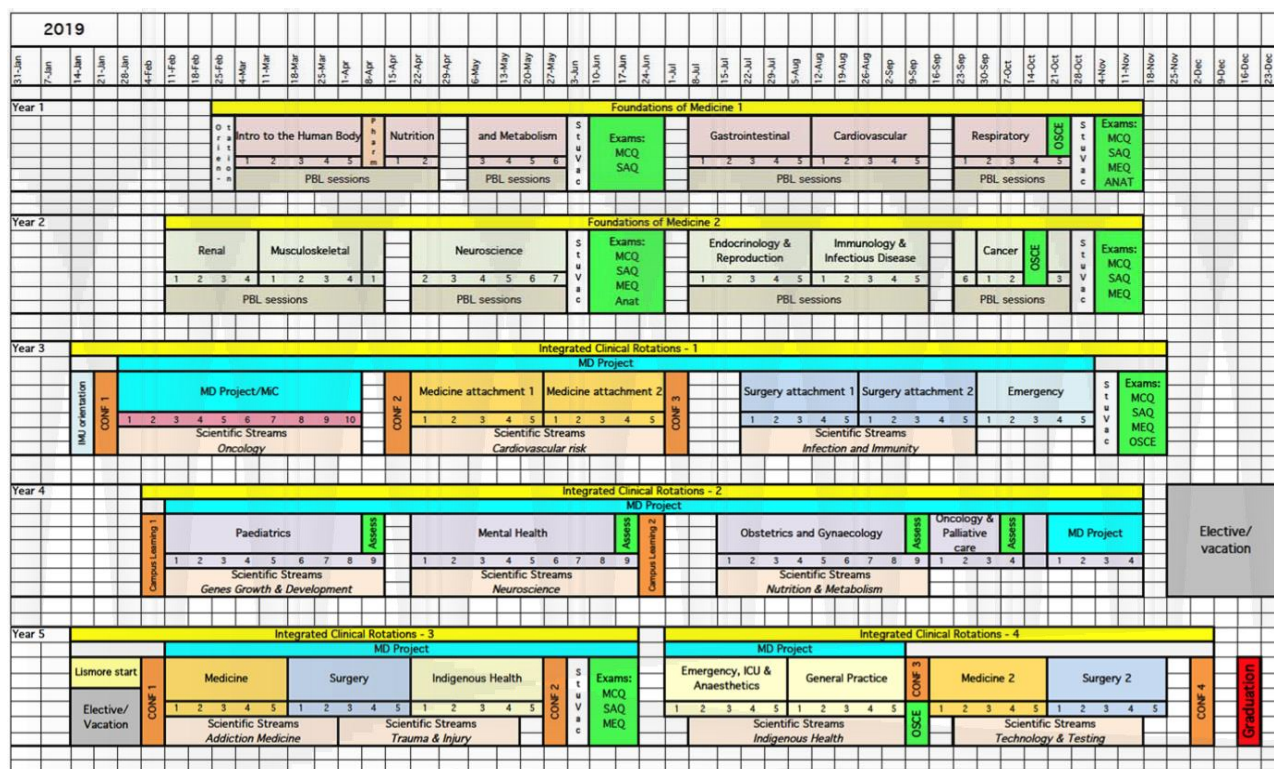 2019
31-Jan 7-Jan 14-Jan 21-Jan 28-Jan 4-Feb 11-Feb 18-Feb 25-Feb 4-Mar 11-Mar 18-Mar 25-Mar 1-Apr 8-Apr 15-Apr 22-Apr 29-Apr 6-May 13-May 20-May 27-May 3-Jun 10-Jun 17-Jun 24-Jun 1-Jul 8-Jul 15-Jul 22-Jul 29-Jul 5-Aug 12-Aug 19-Aug 26-Aug 2-Sep 9-Sep 16-Sep 23-Sep 30-Sep 7-Oct 14-Oct 21-Oct 28-Oct 4-Nov 11-Nov 18-Nov 25-Nov 2-Dec 9-Dec 16-Dec 23-Dec
Year 1
Foundations of Medicine 1
Orien-tation
Intro to the Human Body
1 2 3 4 5
Pharm
Nutrition
1 2
PBL sessions
and Metabolism
3 4 5 6
PBL sessions
StuVac
Exams:
MCQ
SAQ
Gastrointestinal
1 2 3 4
Cardiovascular
1 2 3 4 5
PBL sessions
Respiratory
1 2 3 4 5
OSCE
PBL sessions
StuVac
Exams:
MCQ
SAQ
MEQ
ANAT
Year 2
Foundations of Medicine 2
Renal
1 2 3 4
Musculoskeletal
1 2 3 4 1
PBL sessions
Neuroscience
2 3 4 5 6 7
PBL sessions
StuVac
Exams:
MCQ
SAQ
MEQ
Anat
Endocrinology &
Reproduction
1 2 3 4
Immunology &
Infectious Disease
1 2 3 4 5
PBL sessions
6
Cancer
1 2
OSCE
3
PBL sessions
StuVac
Exams:
MCQ
SAQ
MEQ
Year 3
Integrated Clinical Rotations - 1
MD Project
IMU orientation
CONF 1
MD Project/MiC
1 2 3 4 5 6 7 8 9 10
Scientific Streams
Oncology
CONF 2
Medicine attachment 1
1 2 3 4 5
Medicine attachment 2
1 2 3 4 5
Scientific Streams
Cardiovascular risk
CONF 3
Surgery attachment 1
1 2 3 4 5
Surgery attachment 2
1 2 3 4 5
Scientific Streams
Infection and Immunity
Emergency
1 2 3 4 5
StuVac
Exams:
MCQ
SAQ
MEQ
OSCE
Year 4
Integrated Clinical Rotations - 2
MD Project
Campus Learning 1
Paediatrics
Assess
1 2 3 4 5 6 7 8 9
Scientific Streams
Genes Growth & Development
Mental Health
Assess
1 2 3 4 5 6 7 8 9
Scientific Streams
Neuroscience
Campus Learning 2
Obstetrics and Gynaecology
Assess
1 2 3 4 5 6 7 8 9
Scientific Streams
Nutrition & Metabolism
Oncology &
Palliative
care
Assess
1 2 3 4
MD Project
1 2 3 4
Elective/
vacation
Year 5
Integrated Clinical Rotations - 3
MD Project
Lismore start
Elective/
Vacation
CONF 1
Medicine
1 2 3 4 5
Surgery
1 2 3 4 5
Indigenous Health
1 2 3 4 5
Scientific Streams
Addiction Medicine
Scientific Streams
Trauma & Injury
CONF 2
StuVac
Exams:
MCQ
SAQ
MEQ
Integrated Clinical Rotations - 4
MD Project
Emergency, ICU &
Anaesthetics
1 2 3 4 5
General Practice
1 2 3 4 5
Scientific Streams
Indigenous Health
CONF 3
OSCE
Medicine 2
1 2 3 4 5
Surgery 2
1 2 3 4 5
Scientific Streams
Technology & Testing
CONF 4
Graduation